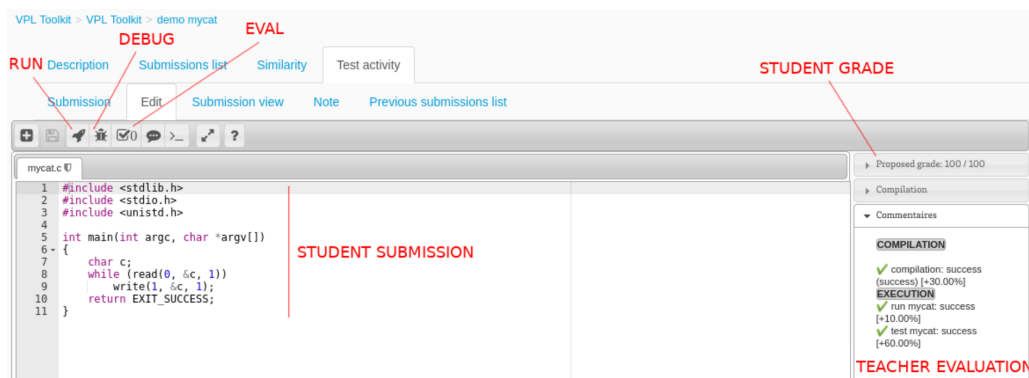 VPL Toolkit > VPL Toolkit > demo mycat
EVAL
DEBUG
RUN
Description Submissions list Similarity Test activity
STUDENT GRADE
Submission Edit Submission view Note Previous submissions list
0 >_ ?
mycat.c
Proposed grade: 100 / 100
1 #include <stdlib.h>
2 #include <stdio.h>
3 #include <unistd.h>
4
5 int main(int argc, char *argv[])
6 {
7 char c;
8 while (read(0, &c, 1))
9 write(1, &c, 1);
10 return EXIT_SUCCESS;
11 }
STUDENT SUBMISSION
Compilation
Commentaires
COMPILATION
✔ compilation: success
(success) [+30.00%]
EXECUTION
✔ run mycat: success
[+10.00%]
✔ test mycat: success
[+60.00%]
TEACHER EVALUATION